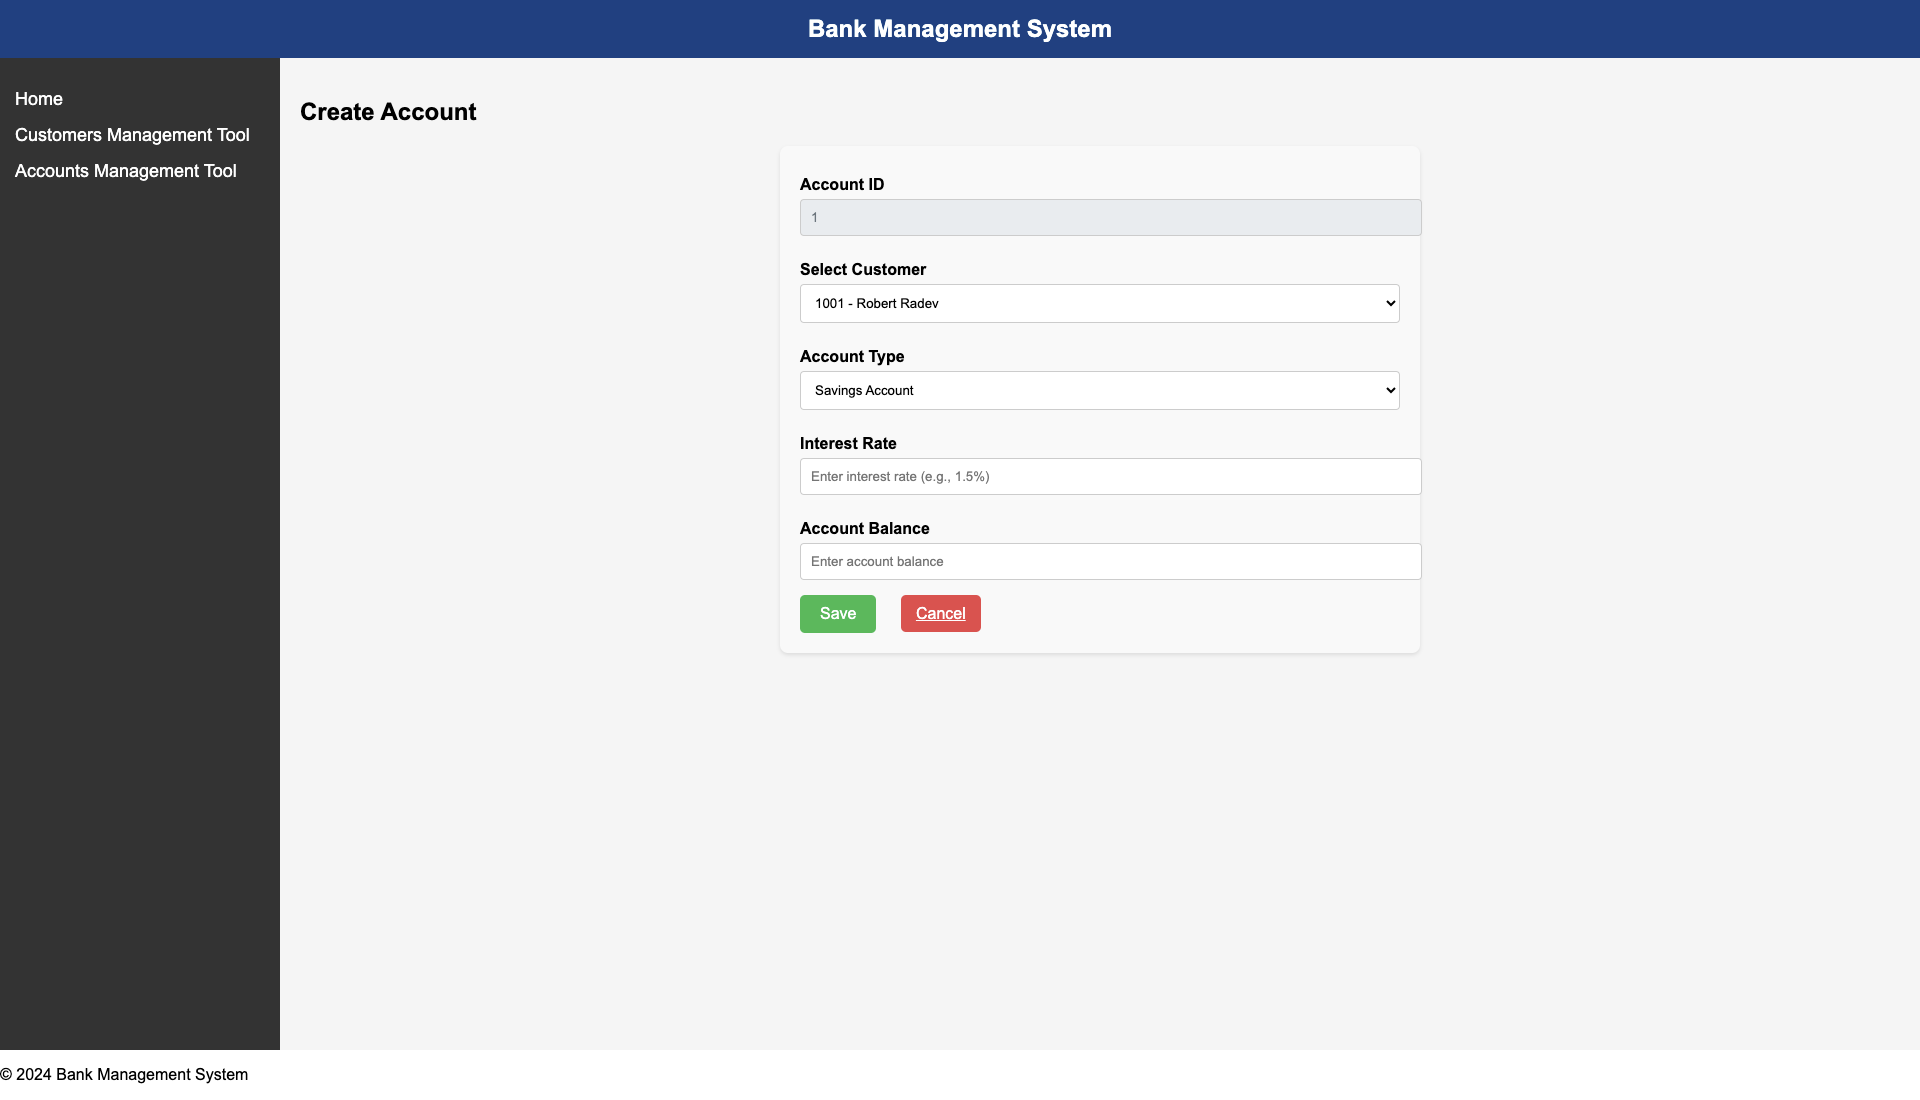 Bank Management System
Home
Customers Management Tool
Accounts Management Tool
Create Account
Account ID
1
Select Customer
1001 - Robert Radev
Account Type
Savings Account
Interest Rate
Enter interest rate (e.g., 1.5%)
Account Balance
Enter account balance
Save Cancel
© 2024 Bank Management System